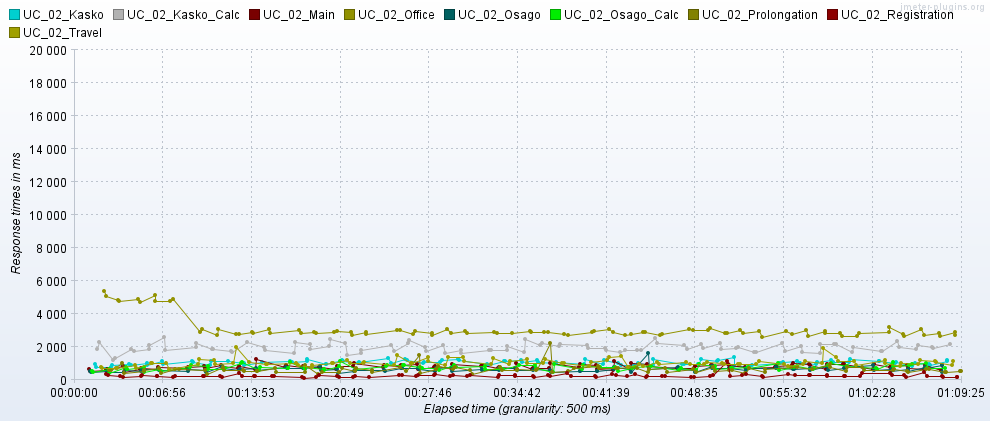 UC_02_Kasko UC_02_Kasko_Calc UC_02_Main UC_02_Office UC_02_Osago UC_02_Osago_Calc UC_02_Prolongation UC_02_Registration
jmeter-plugins.org
UC_02_Travel
20 000
18 000
16 000
14 000
12 000
10 000
8 000
6 000
4 000
2 000
0
Response times in ms
00:00:00 00:06:56 00:13:53 00:20:49 00:27:46 00:34:42 00:41:39 00:48:35 00:55:32 01:02:28 01:09:25
Elapsed time (granularity: 500 ms)